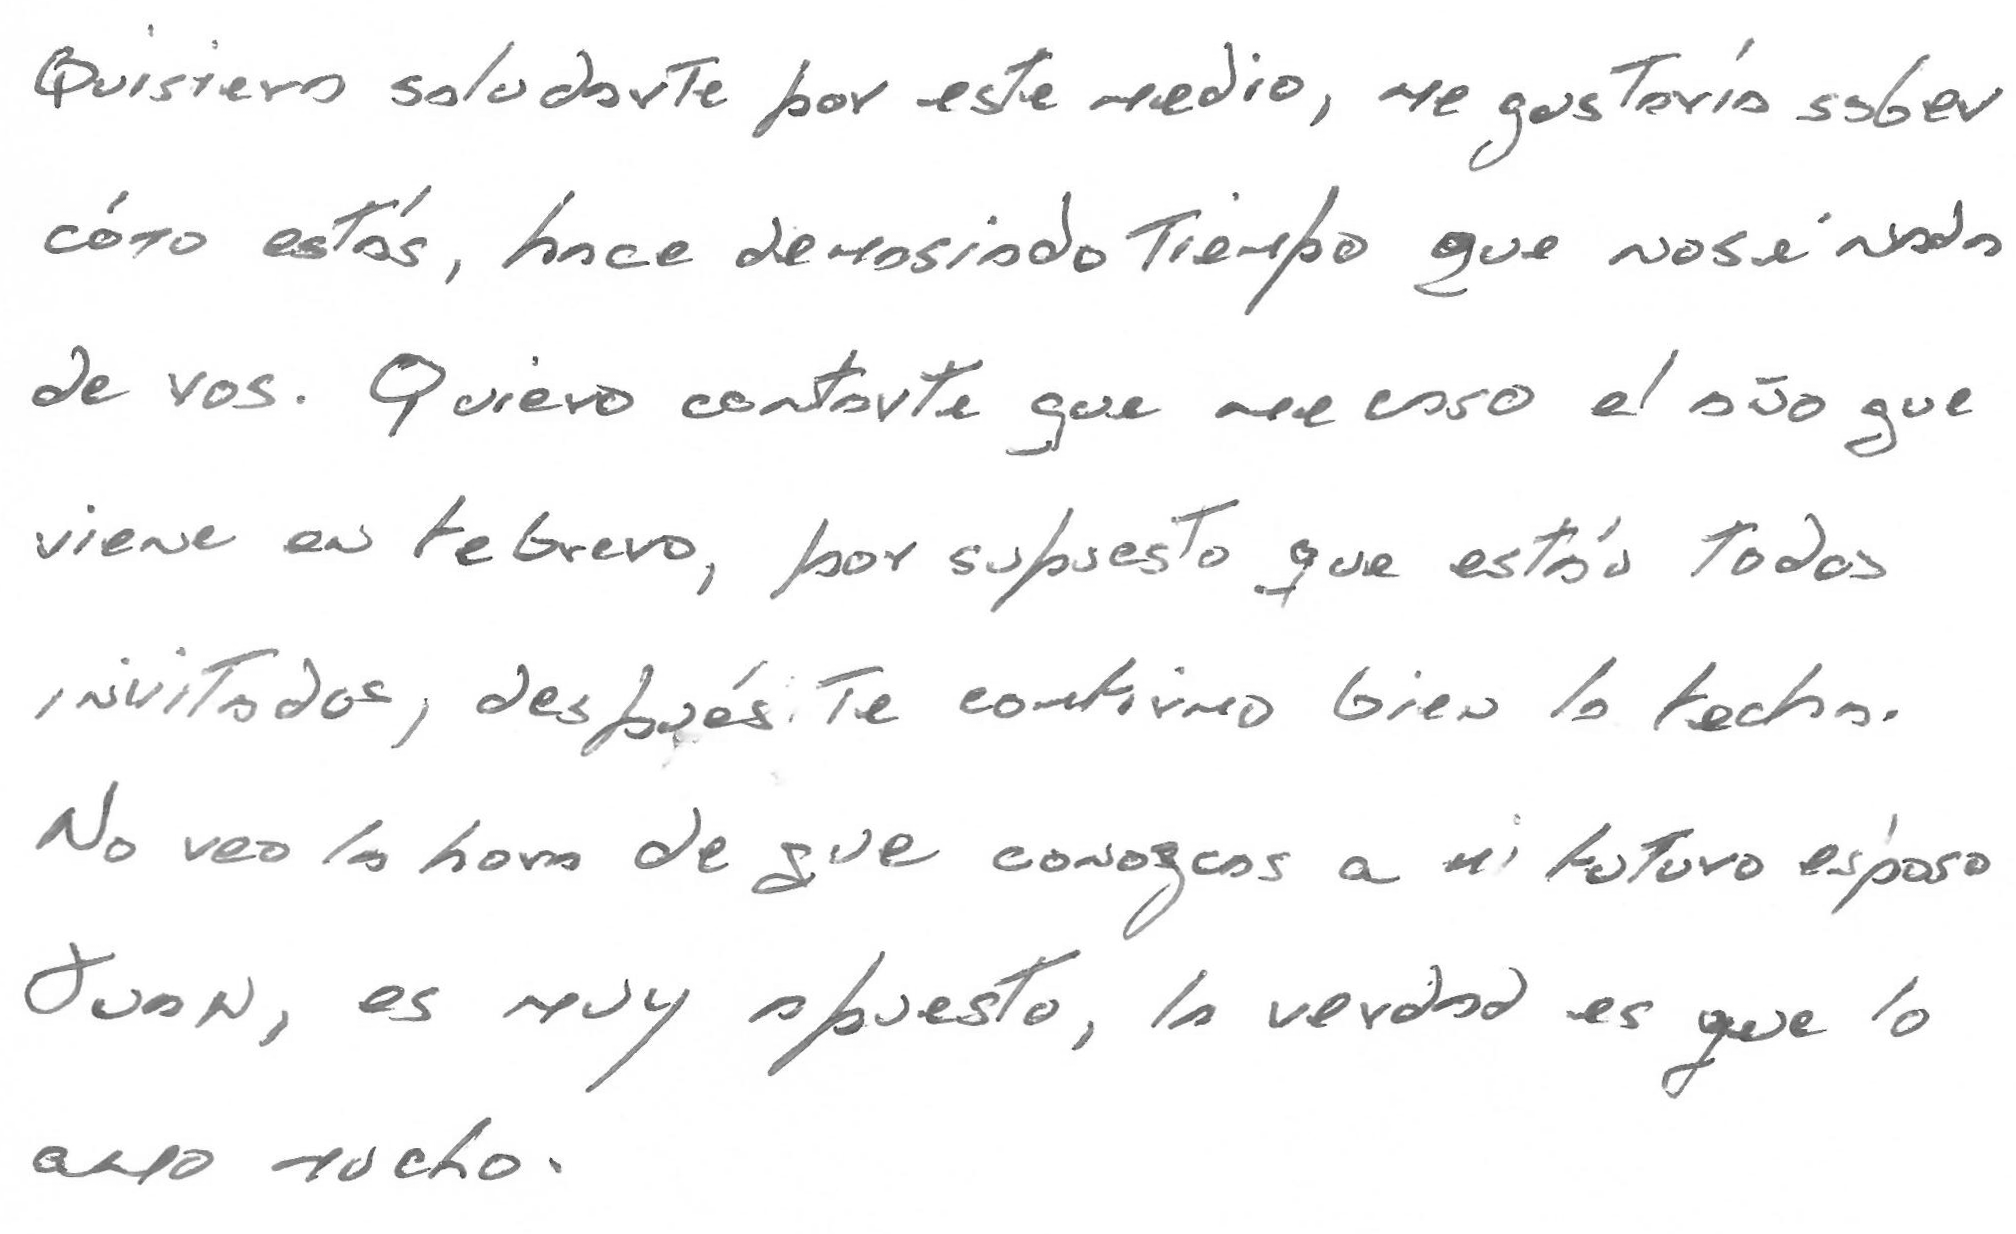 Quisiera saludarte por este medio, me gustaría saber
cómo estás, hace demasiado tiempo que no sé nada
de vos. Quiero contarte que me caso el año que
viene en febrero, por supuesto que están todos
invitados, después te confirmo bien la fecha.
No veo la hora de que conozcas a mi futuro esposo
Juan, es muy apuesto, la verdad es que lo
amo mucho.